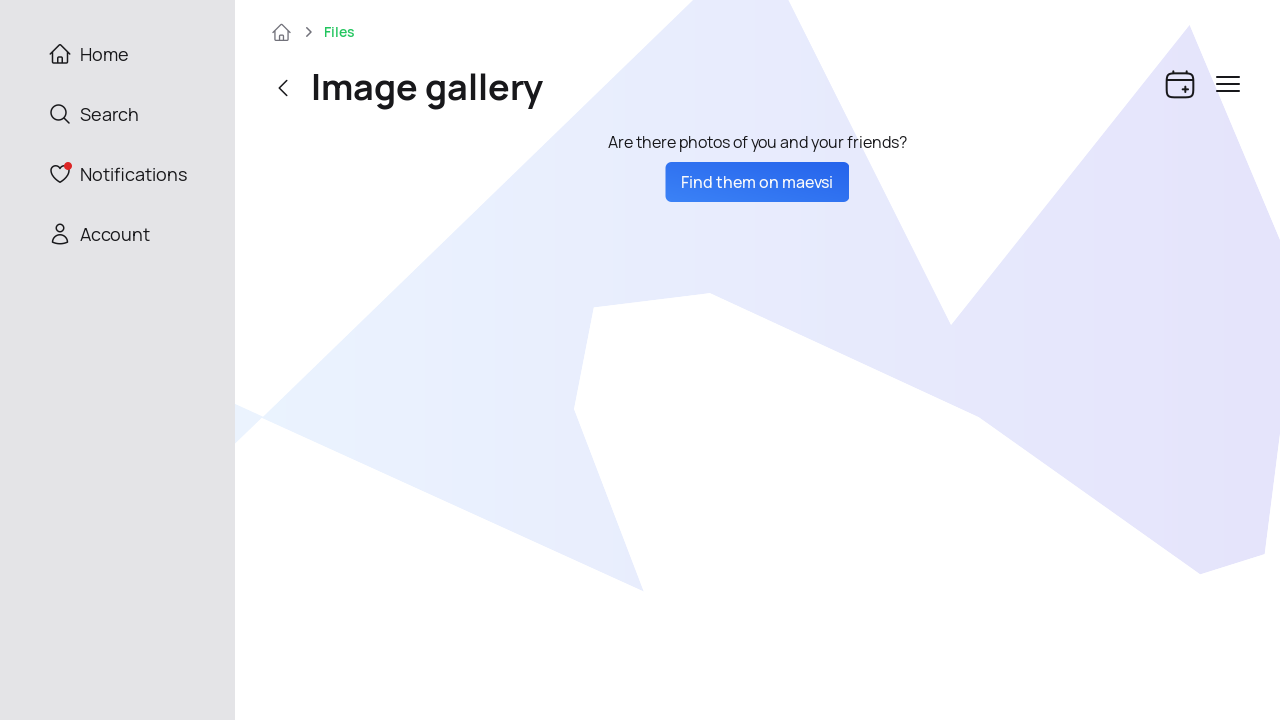 Home
Search
Notifications
Account
Files
Image gallery
Are there photos of you and your friends?
Find them on maevsi